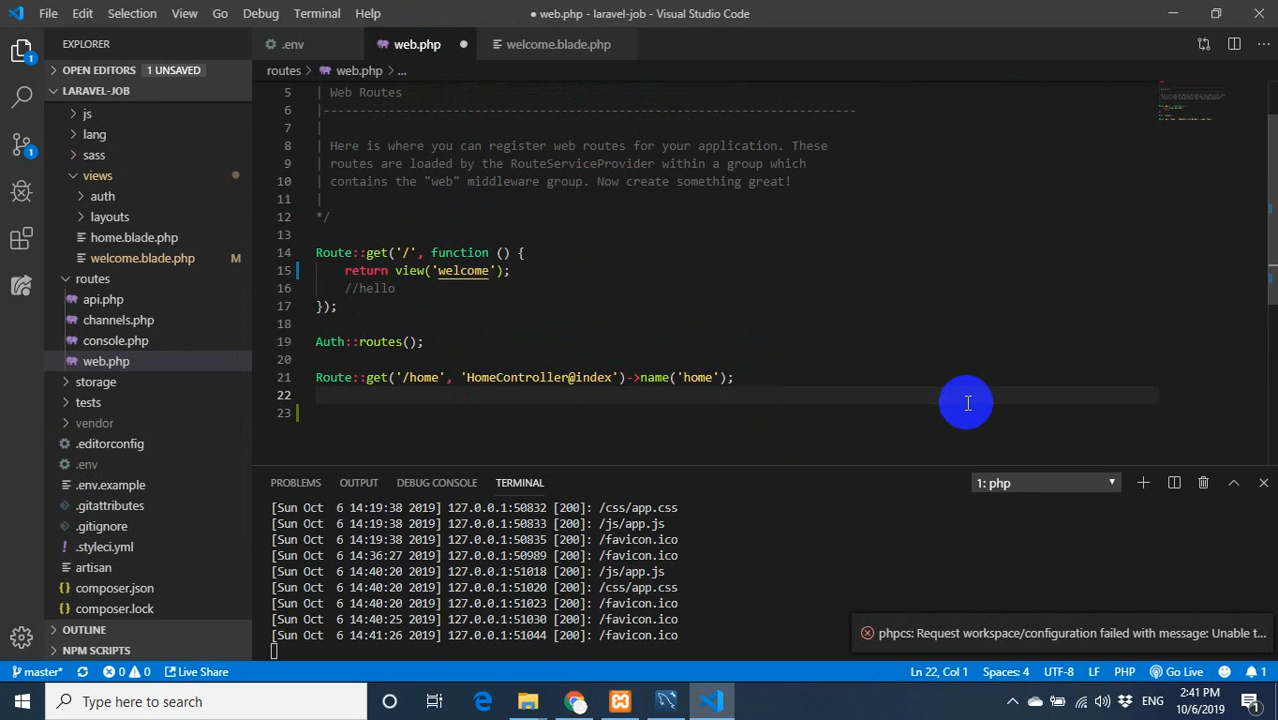 File Edit Selection View Go Debug Terminal Help
● web.php - laravel-job - Visual Studio Code
EXPLORER
.env
web.php
welcome.blade.php
OPEN EDITORS 1 UNSAVED
LARAVEL-JOB
js
lang
sass
views
auth
layouts
home.blade.php
welcome.blade.php M
routes
api.php
channels.php
console.php
web.php
storage
tests
vendor
.editorconfig
.env
.env.example
.gitattributes
.gitignore
.styleci.yml
artisan
composer.json
composer.lock
OUTLINE
NPM SCRIPTS
1
1
routes > web.php > ...
5 | Web Routes
6 |--------------------------------------------------------------------------
7 |
8 | Here is where you can register web routes for your application. These
9 | routes are loaded by the RouteServiceProvider within a group which
10 | contains the "web" middleware group. Now create something great!
11 |
12 */
13
14 Route::get('/', function () {
15 return view('welcome');
16 //hello
17 });
18
19 Auth::routes();
20
21 Route::get('/home', 'HomeController@index')->name('home');
22
23
PROBLEMS OUTPUT DEBUG CONSOLE TERMINAL
1: php
[Sun Oct  6 14:19:38 2019] 127.0.0.1:50832 [200]: /css/app.css
[Sun Oct  6 14:19:38 2019] 127.0.0.1:50833 [200]: /js/app.js
[Sun Oct  6 14:19:38 2019] 127.0.0.1:50835 [200]: /favicon.ico
[Sun Oct  6 14:36:27 2019] 127.0.0.1:50989 [200]: /favicon.ico
[Sun Oct  6 14:40:20 2019] 127.0.0.1:51018 [200]: /js/app.js
[Sun Oct  6 14:40:20 2019] 127.0.0.1:51020 [200]: /css/app.css
[Sun Oct  6 14:40:20 2019] 127.0.0.1:51023 [200]: /favicon.ico
[Sun Oct  6 14:40:25 2019] 127.0.0.1:51030 [200]: /favicon.ico
[Sun Oct  6 14:41:26 2019] 127.0.0.1:51044 [200]: /favicon.ico
phpcs: Request workspace/configuration failed with message: Unable t...
master* 0 0 Live Share
Ln 22, Col 1 Spaces: 4 UTF-8 LF PHP Go Live 1
Type here to search
ENG
2:41 PM
10/6/2019
1